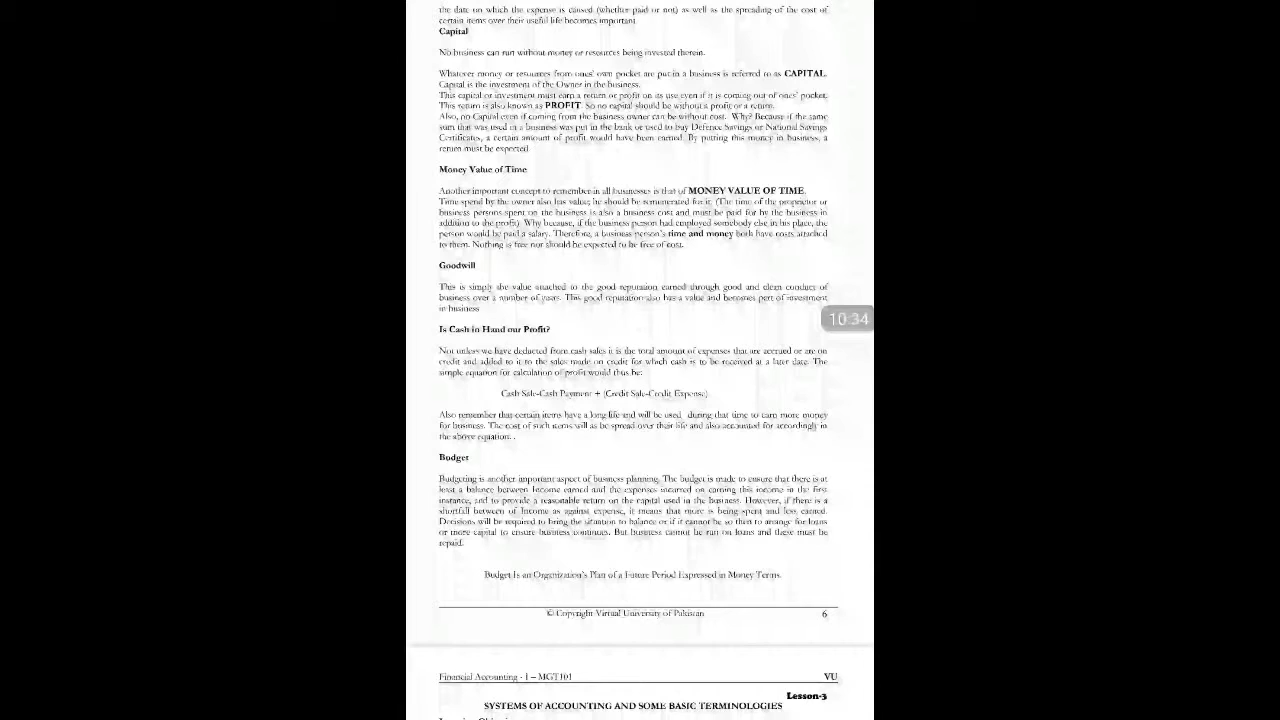 the date on which the expense is caused (whether paid or not) as well as the spreading of the cost of
certain items over their useful life becomes important
Capital
No business can run without money or resources being invested therein.
Whatever money or resources from ones' own pocket are put in a business is referred to as CAPITAL.
Capital is the investment of the Owner in the business.
This capital or investment must earn a return or profit on its use even if it is coming out of ones' pocket.
This return is also known as PROFIT. So no capital should be without a profit or a return.
Also, no Capital even if coming from the business owner can be without cost. Why? Because if the same
sum that was used in a business was put in the bank or used to buy Defence Savings or National Savings
Certificates, a certain amount of profit would have been earned. By putting this money in business, a
return must be expected
Money Value of Time
Another important concept to remember in all businesses is that of MONEY VALUE OF TIME.
Time spend by the owner also has value; he should be remunerated for it. (The time of the proprietor or
business persons spent on the business is also a business cost and must be paid for by the business in
addition to the profit) Why because, if the business person had employed somebody else in his place, the
person would be paid a salary. Therefore, a business person's time and money both have costs attached
to them. Nothing is free nor should be expected to be free of cost.
Goodwill
This is simply the value attached to the good reputation earned through good and clean conduct of
business over a number of years. This good reputation also has a value and becomes part of investment
in business
Is Cash in Hand our Profit?
Not unless we have deducted from cash sales it is the total amount of expenses that are accrued or are on
credit and added to it to the sales made on credit for which cash is to be received at a later date. The
simple equation for calculation of profit would thus be:
Cash Sale-Cash Payment + (Credit Sale-Credit Expense)
Also remember that certain items have a long life and will be used during that time to earn more money
for business. The cost of such items will as be spread over their life and also accounted for accordingly in
the above equation. .
Budget
Budgeting is another important aspect of business planning. The budget is made to ensure that there is at
least a balance between Income earned and the expenses incurred on earning this income in the first
instance, and to provide a reasonable return on the capital used in the business. However, if there is a
shortfall between of Income as against expense, it means that more is being spent and less earned.
Decisions will be required to bring the situation to balance or if it cannot be so then to arrange for loans
or more capital to ensure business continues. But business cannot be run on loans and these must be
repaid.
Budget Is an Organization's Plan of a Future Period Expressed in Money Terms.
© Copyright Virtual University of Pakistan 6
10:34
Financial Accounting - 1 – MGT101 VU
Lesson-3
SYSTEMS OF ACCOUNTING AND SOME BASIC TERMINOLOGIES